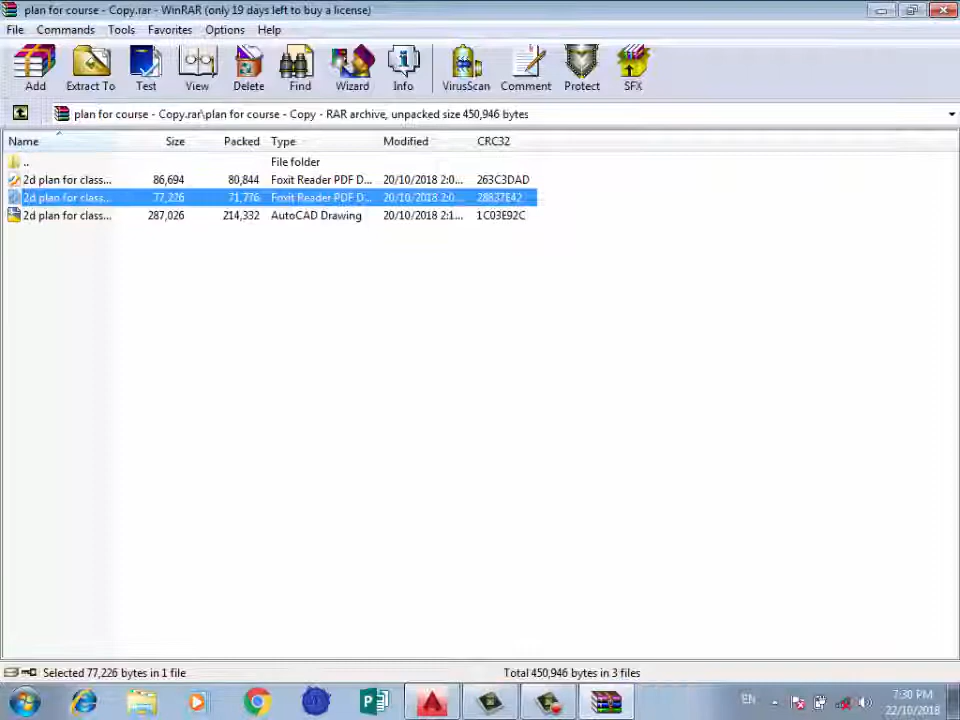 plan for course - Copy.rar - WinRAR (only 19 days left to buy a license)
File Commands Tools Favorites Options Help
Add Extract To Test View Delete Find Wizard Info VirusScan Comment Protect SFX
plan for course - Copy.rar\plan for course - Copy - RAR archive, unpacked size 450,946 bytes
Name Size Packed Type Modified CRC32
.. File folder
2d plan for class... 86,694 80,844 Foxit Reader PDF D... 20/10/2018 2:0... 263C3DAD
2d plan for class... 77,226 71,776 Foxit Reader PDF D... 20/10/2018 2:0... 28837E42
2d plan for class... 287,026 214,332 AutoCAD Drawing 20/10/2018 2:1... 1C03E92C
Selected 77,226 bytes in 1 file Total 450,946 bytes in 3 files
EN 7:30 PM
22/10/2018